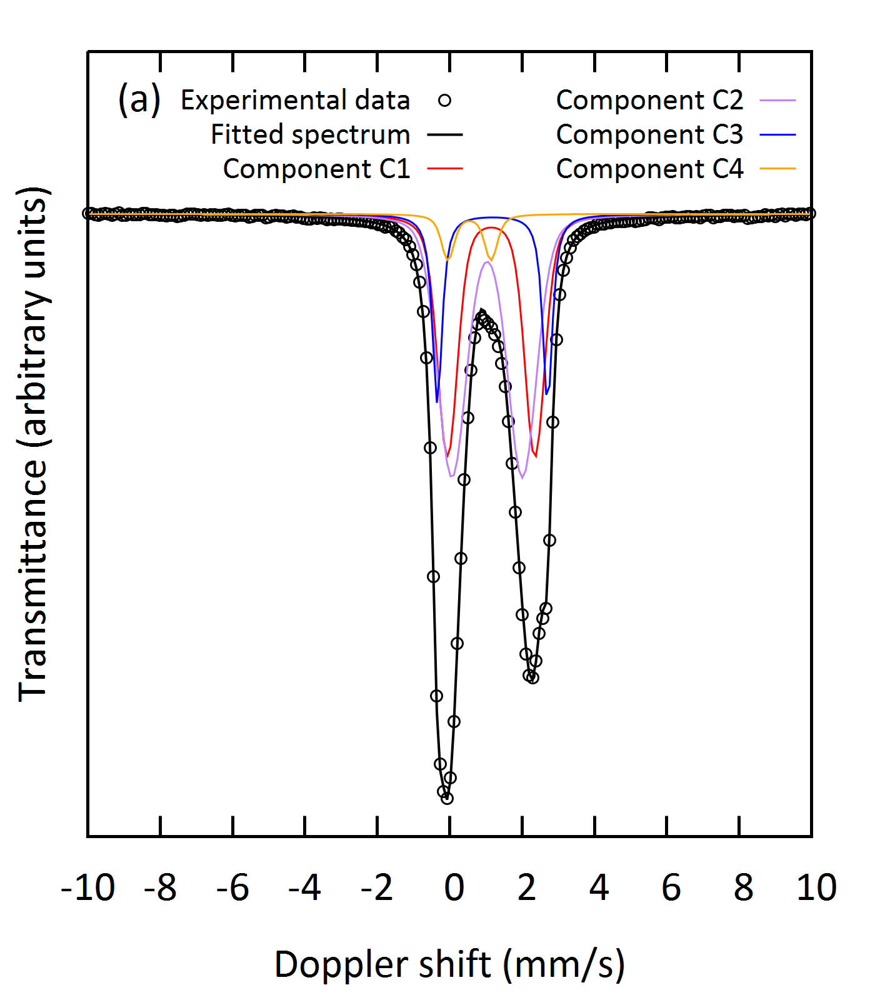 (a)
Experimental data
Fitted spectrum
Component C1
Component C2
Component C3
Component C4
Transmittance (arbitrary units)
-10 -8 -6 -4 -2 0 2 4 6 8 10
Doppler shift (mm/s)